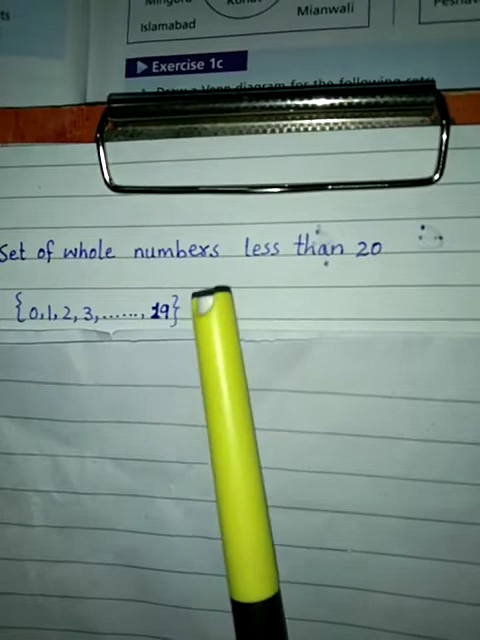 Mianwali
Islamabad
Exercise 1c
Set of whole numbers less than 20
{0,1,2,3,......,19}